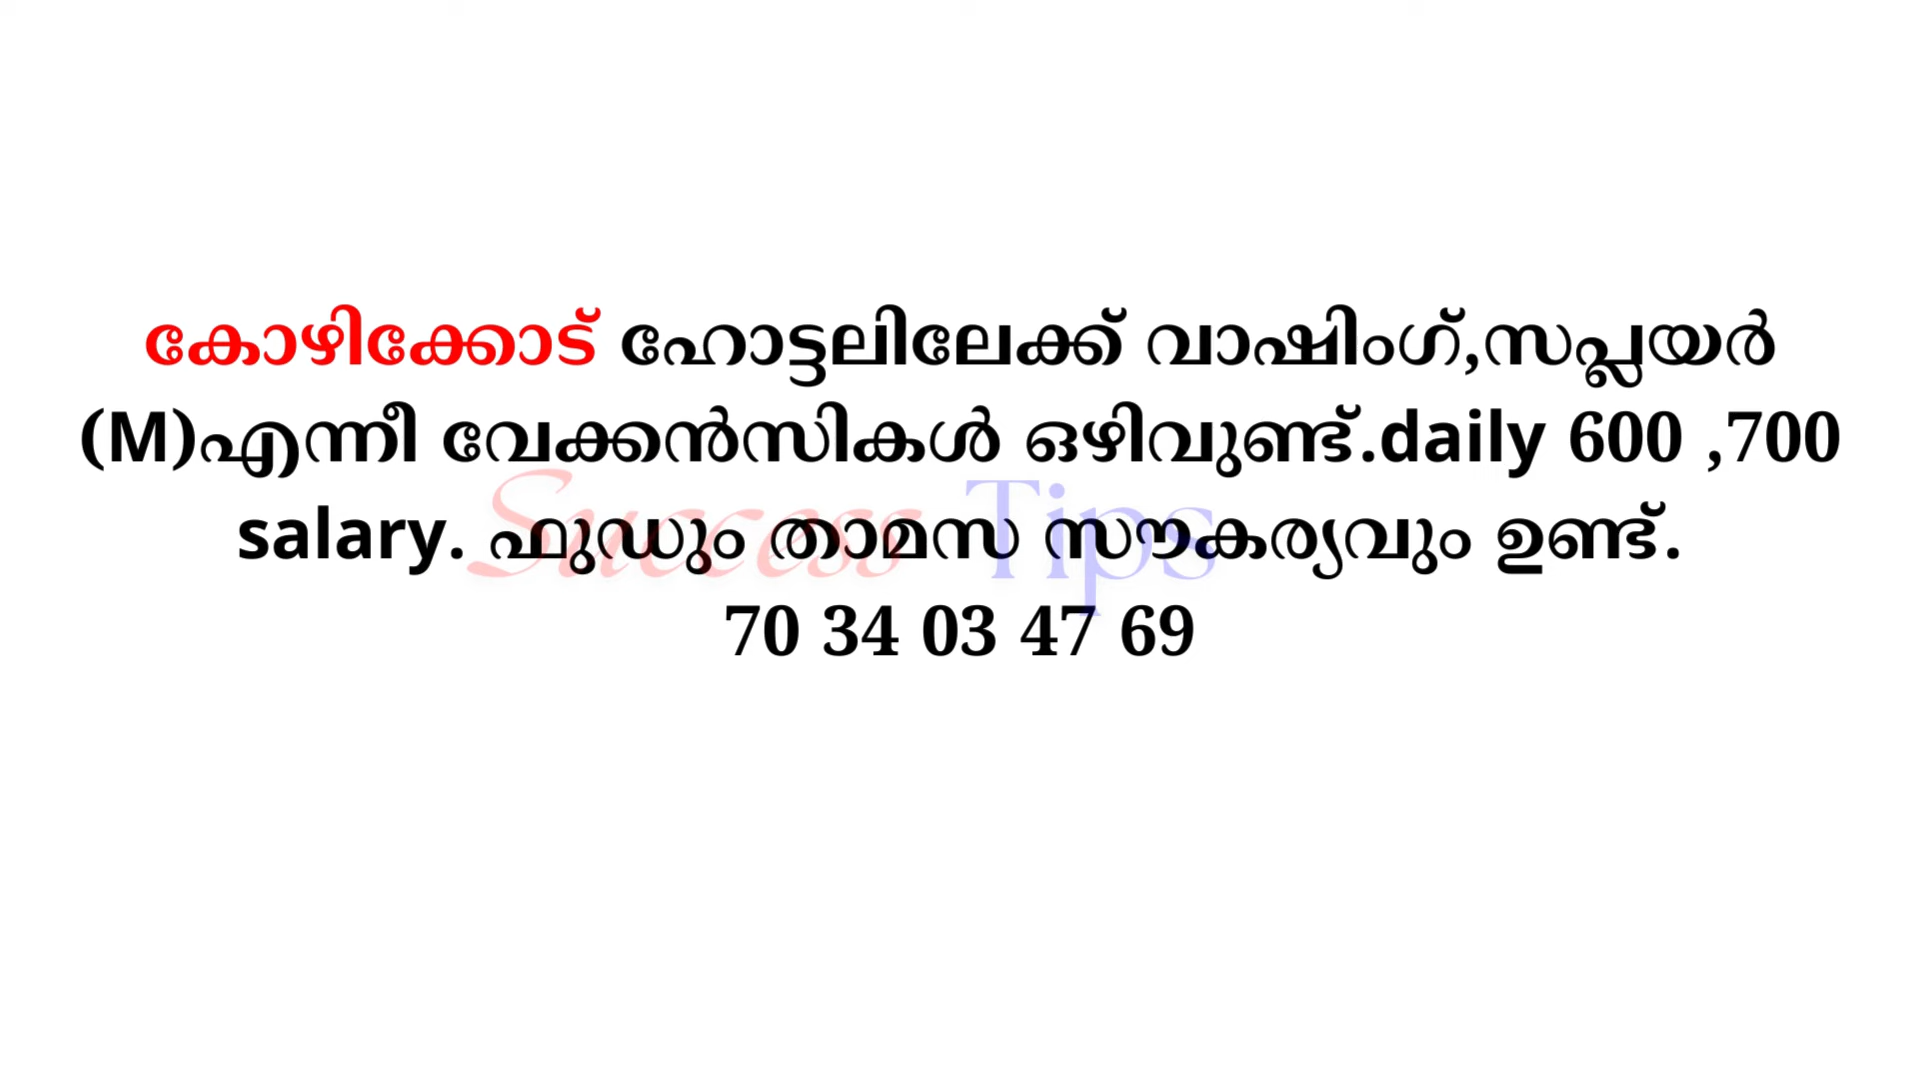 കോഴിക്കോട് ഹോട്ടലിലേക്ക് വാഷിംഗ്,സപ്ലയർ
(M)എന്നീ വേക്കൻസികൾ ഒഴിവുണ്ട്.daily 600 ,700
salary. ഫുഡും താമസ സൗകര്യവും ഉണ്ട്.
Success Tips
70 34 03 47 69